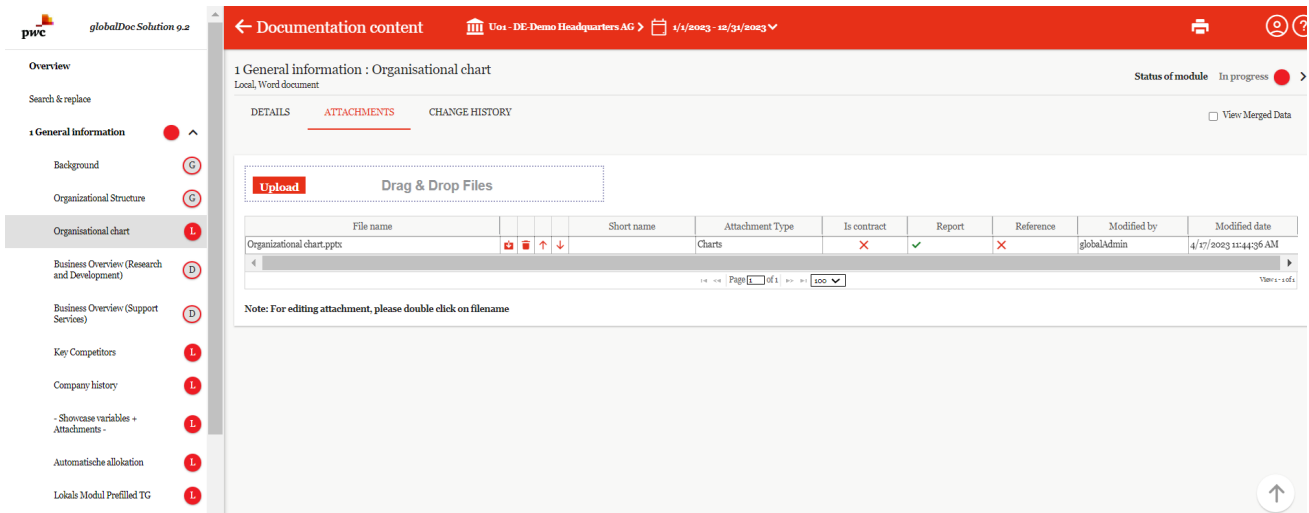 pwc
globalDoc Solution 9.2
Overview
Search & replace
1 General information
Background
G
Organizational Structure
G
Organisational chart
L
Business Overview (Research
and Development)
D
Business Overview (Support
Services)
D
Key Competitors
L
Company history
L
- Showcase variables +
Attachments -
L
Automatische allokation
L
Lokals Modul Prefilled TG
L
← Documentation content
U01 - DE-Demo Headquarters AG > 1/1/2023 - 12/31/2023
?
1 General information : Organisational chart
Local, Word document
Status of module In progress
DETAILS ATTACHMENTS CHANGE HISTORY
View Merged Data
Upload Drag & Drop Files
File name Short name Attachment Type Is contract Report Reference Modified by Modified date
Organizational chart.pptx Charts globalAdmin 4/17/2023 11:44:36 AM
Page 1 of 1 100 View 1 - 1 of 1
Note: For editing attachment, please double click on filename